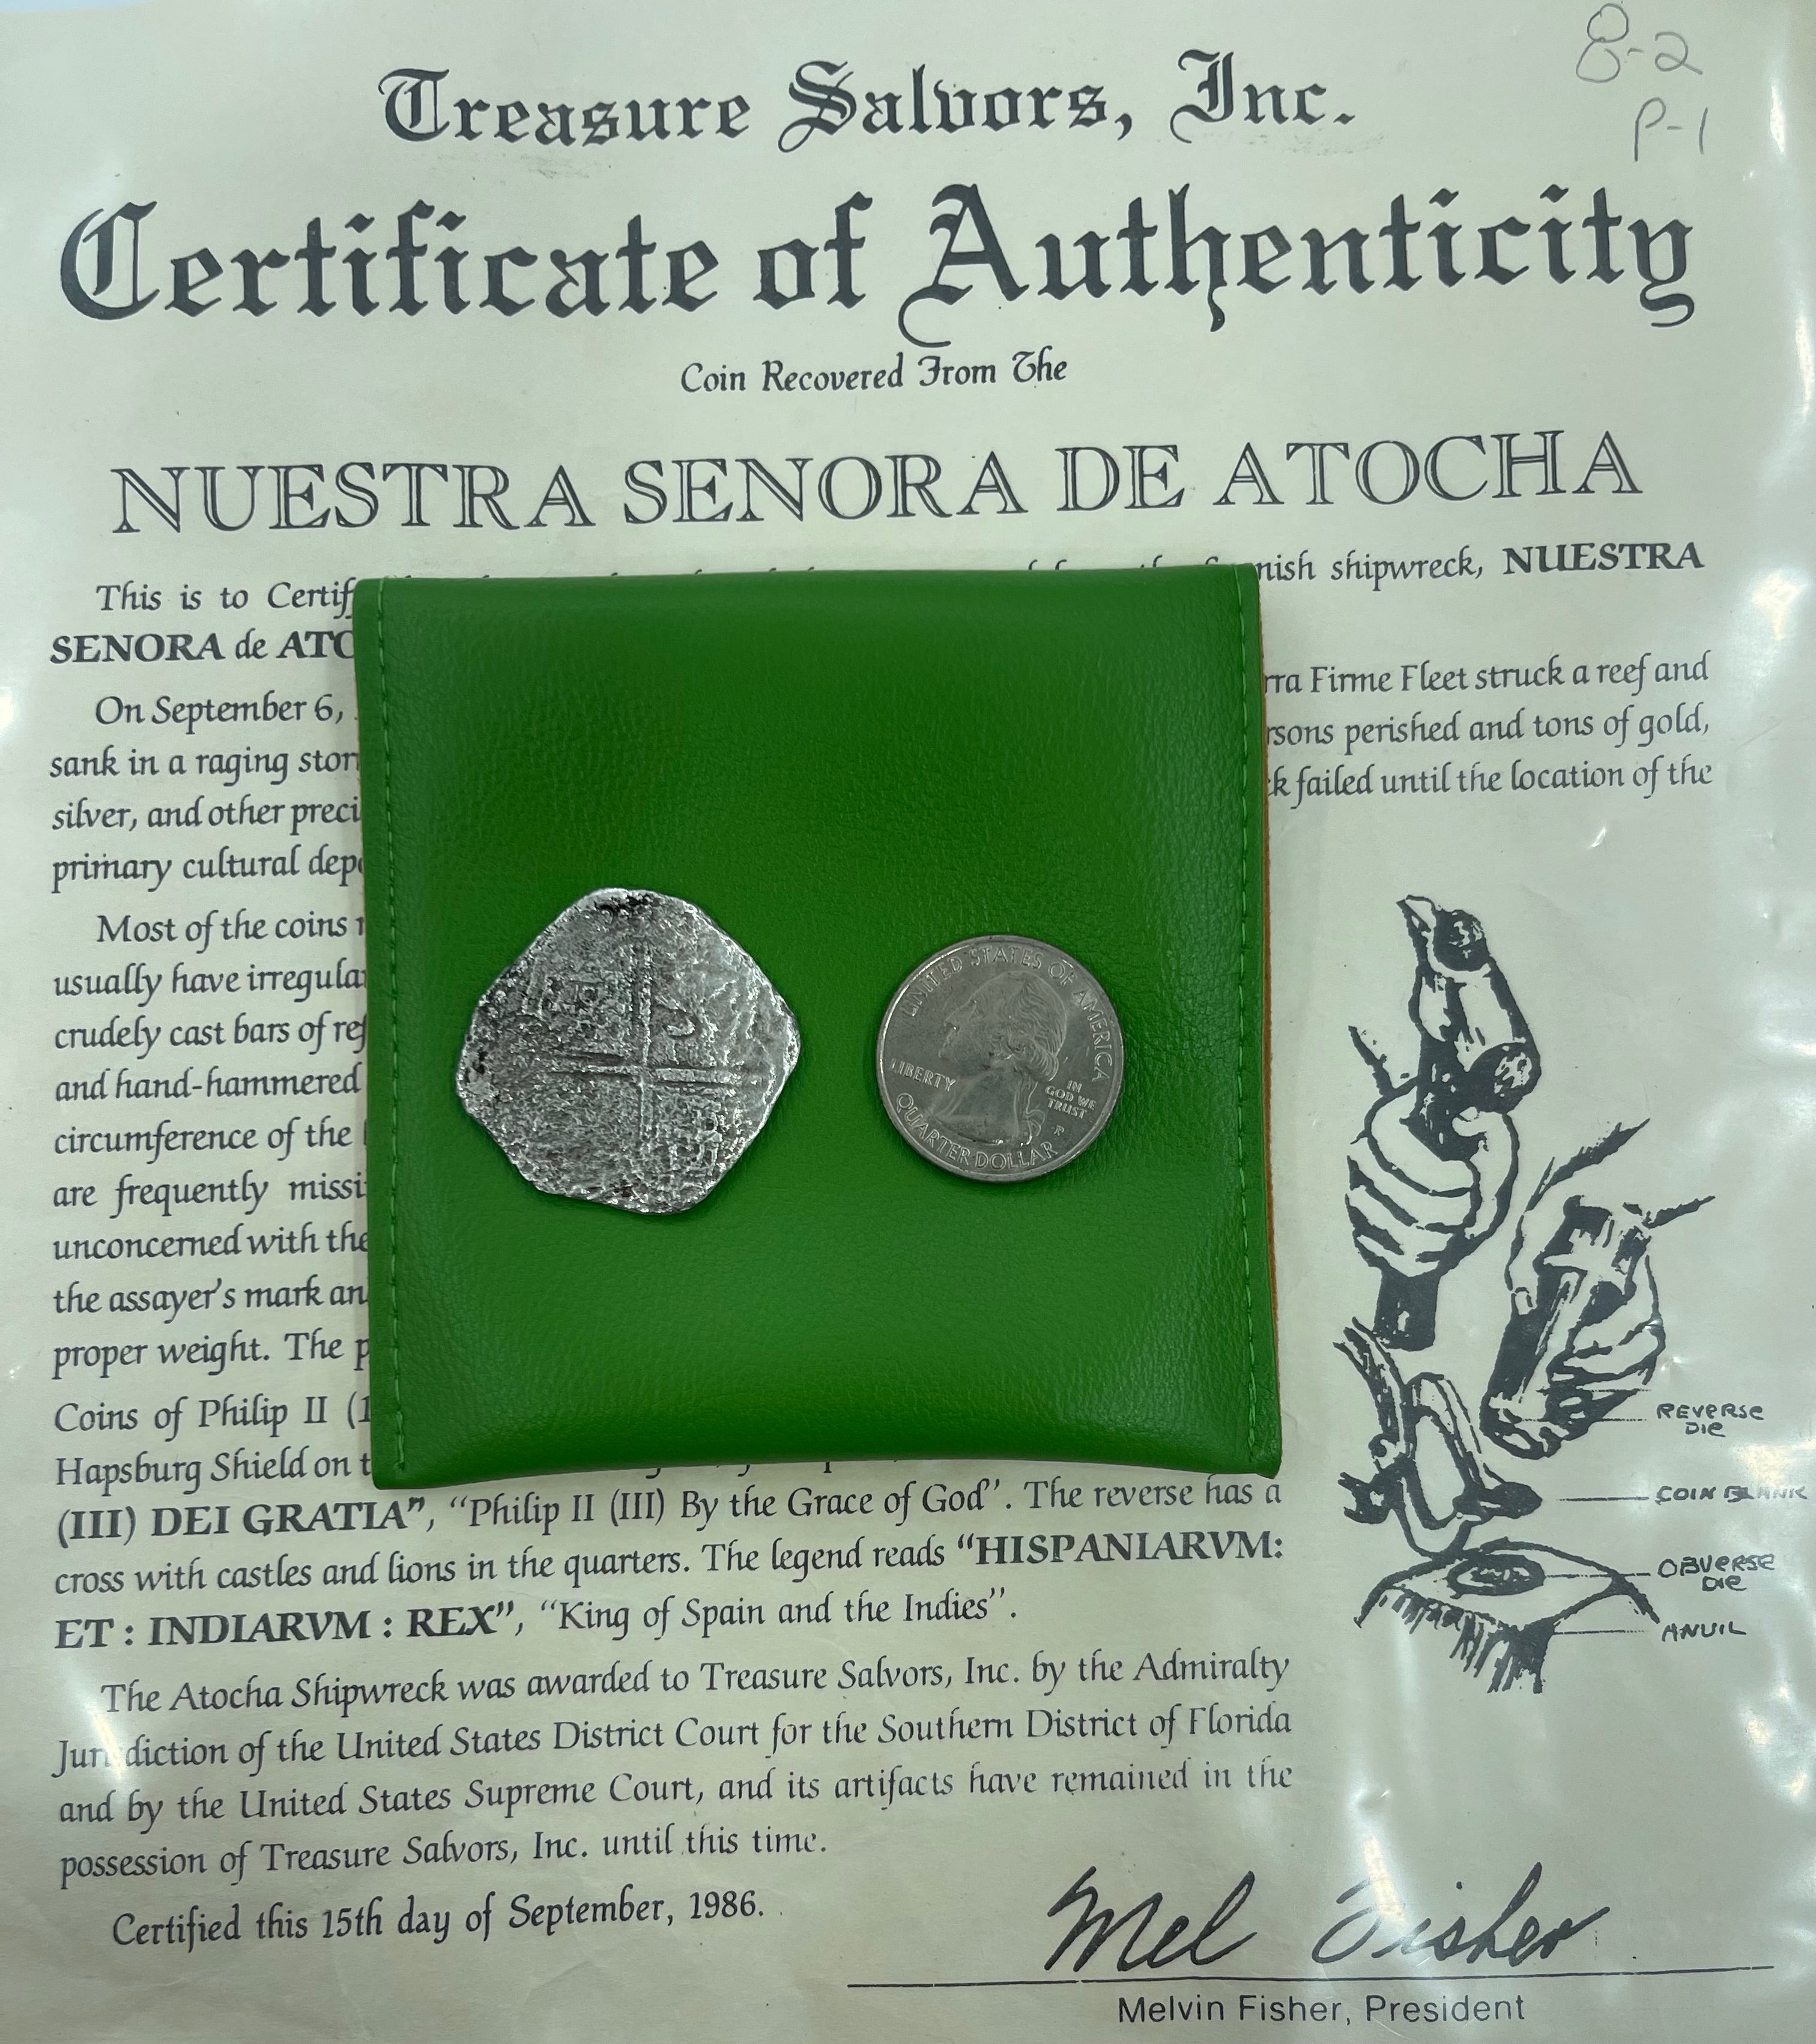 8-2
P-1
Treasure Salvors, Inc.
Certificate of Authenticity
Coin Recovered From The
NUESTRA SENORA DE ATOCHA
This is to Certif nish shipwreck, NUESTRA
SENORA de ATO
On September 6, rra Firme Fleet struck a reef and
sank in a raging stor rsons perished and tons of gold,
silver, and other preci k failed until the location of the
primary cultural dep
Most of the coins
usually have irregula
crudely cast bars of ref
and hand-hammered
circumference of the
are frequently missi
unconcerned with the
the assayer's mark an
proper weight. The p
Coins of Philip II (1
Hapsburg Shield on t
(III) DEI GRATIA", "Philip II (III) By the Grace of God". The reverse has a
cross with castles and lions in the quarters. The legend reads "HISPANIARVM:
ET : INDIARVM : REX", "King of Spain and the Indies".
The Atocha Shipwreck was awarded to Treasure Salvors, Inc. by the Admiralty
Jurisdiction of the United States District Court for the Southern District of Florida
and by the United States Supreme Court, and its artifacts have remained in the
possession of Treasure Salvors, Inc. until this time.
Certified this 15th day of September, 1986.
REVERSE
DIE
COIN BLANK
OBVERSE
DIE
ANVIL
UNITED STATES OF AMERICA
LIBERTY
IN
GOD WE
TRUST
P
QUARTER DOLLAR
Mel Fisher
Melvin Fisher, President